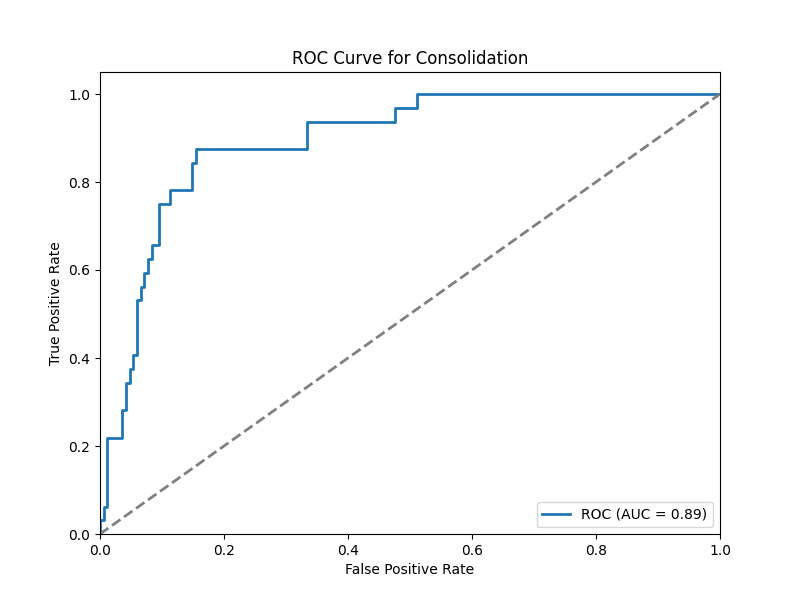 ROC Curve for Consolidation
True Positive Rate
1.0
0.8
0.6
0.4
0.2
0.0
0.0 0.2 0.4 0.6 0.8 1.0
False Positive Rate
ROC (AUC = 0.89)